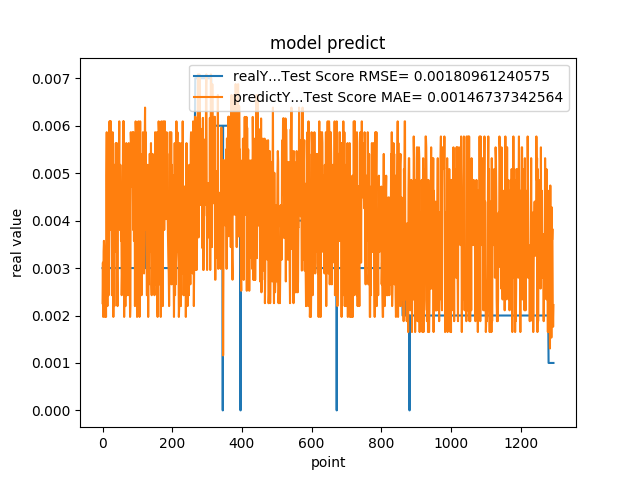 model predict
realY...Test Score RMSE= 0.00180961240575
predictY...Test Score MAE= 0.00146737342564
0.007
0.006
0.005
0.004
0.003
0.002
0.001
0.000
real value
0 200 400 600 800 1000 1200
point